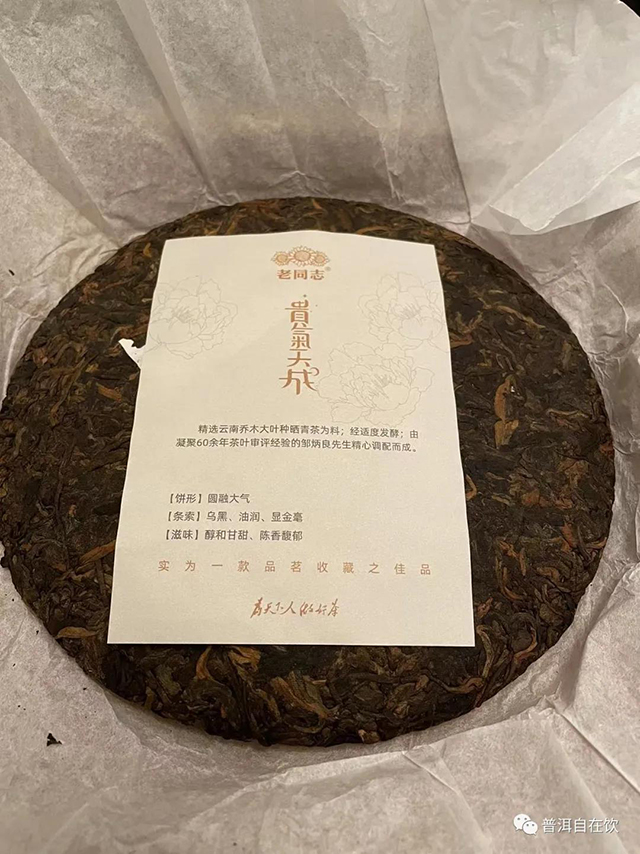 老同志®
貴氣大成
精选云南乔木大叶种晒青茶为料；经适度发酵；由
凝聚60余年茶叶审评经验的邹炳良先生精心调配而成。
【饼形】圆融大气
【条索】乌黑、油润、显金毫
【滋味】醇和甘甜、陈香馥郁
实为一款品茗收藏之佳品
为天下人做好茶
普洱自在饮